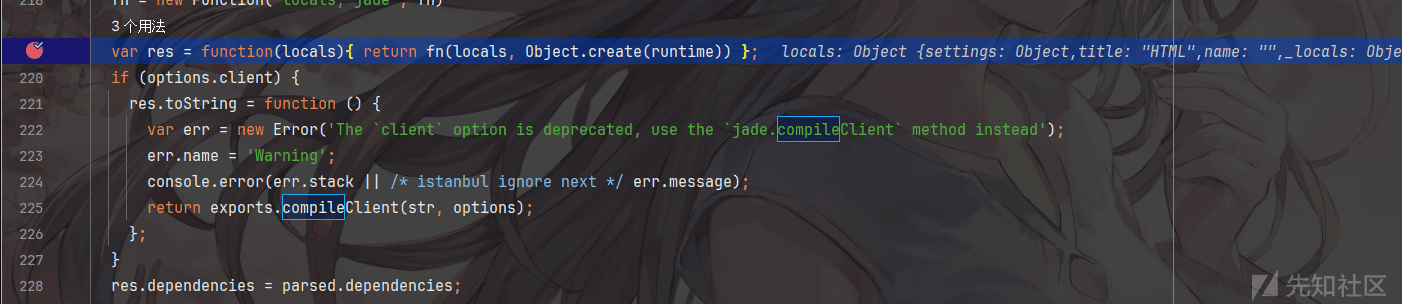 218 fn = new Function('locals, jade', fn)
3 个用法
var res = function(locals){ return fn(locals, Object.create(runtime)) }; locals: Object {settings: Object,title: "HTML",name: "",_locals: Obje
220 if (options.client) {
221 res.toString = function () {
222 var err = new Error('The `client` option is deprecated, use the `jade.compileClient` method instead');
223 err.name = 'Warning';
224 console.error(err.stack || /* istanbul ignore next */ err.message);
225 return exports.compileClient(str, options);
226 };
227 }
228 res.dependencies = parsed.dependencies;
先知社区